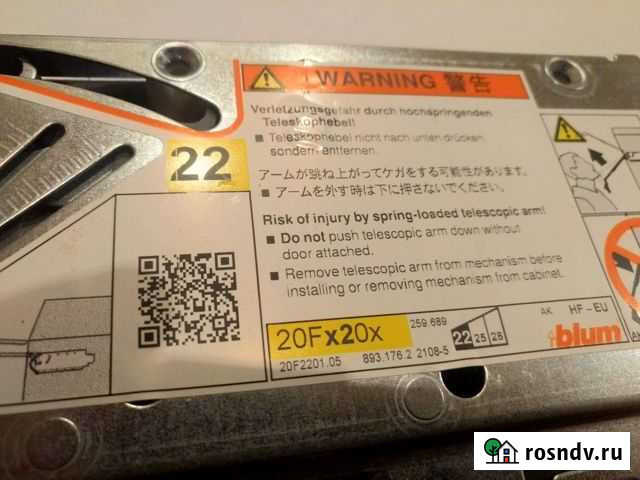 WARNING 警告
Verletzungsgefahr durch hochspringenden
Teleskophebel!
■ Teleskophebel nicht nach unten drücken,
sondern entfernen.
アームが跳ね上がってケガをする可能性があります。
■ アームを外す時は下に押さないでください。
22
Risk of injury by spring-loaded telescopic arm!
■ Do not push telescopic arm down without
door attached.
■ Remove telescopic arm from mechanism before
installing or removing mechanism from cabinet.
20Fx20x
259.689
20F2201.05 893.176.2 2108-5
22 25 28
AK HF-EU
blum
rosndv.ru